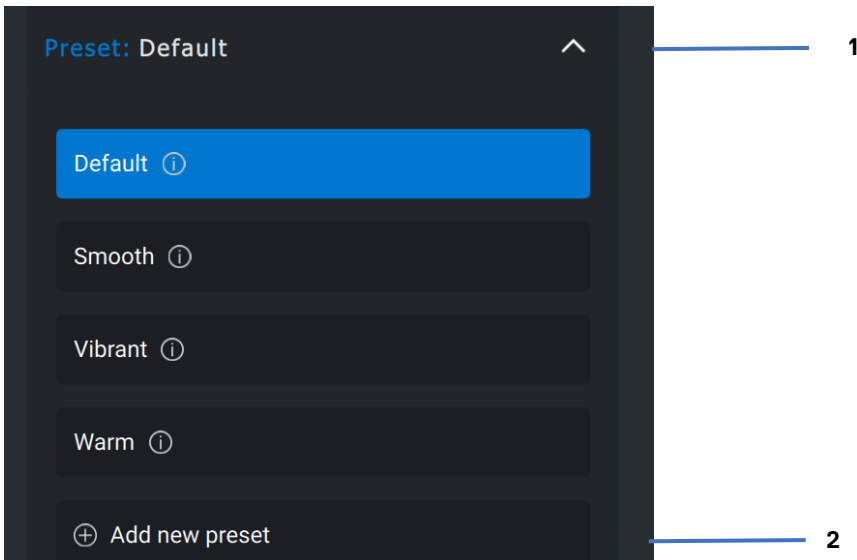 Preset: Default
1
Default
Smooth
Vibrant
Warm
Add new preset
2